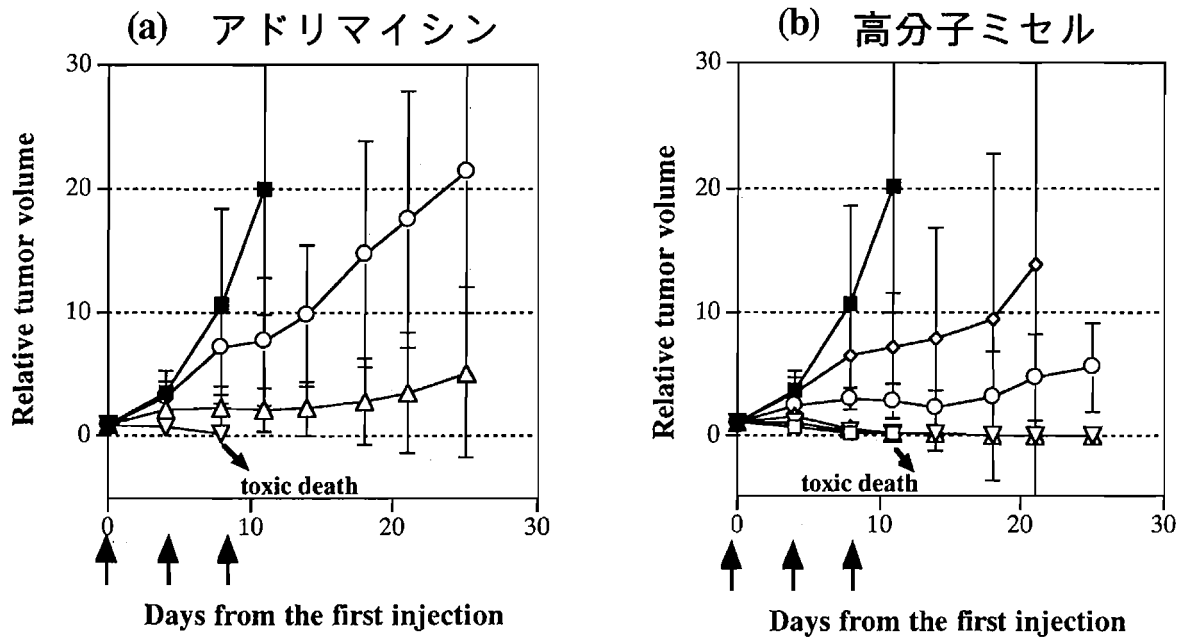 (a) アドリマイシン
30
20
10
0
Relative tumor volume
toxic death
0 10 20 30
Days from the first injection
(b) 高分子ミセル
30
20
10
0
Relative tumor volume
toxic death
0 10 20 30
Days from the first injection